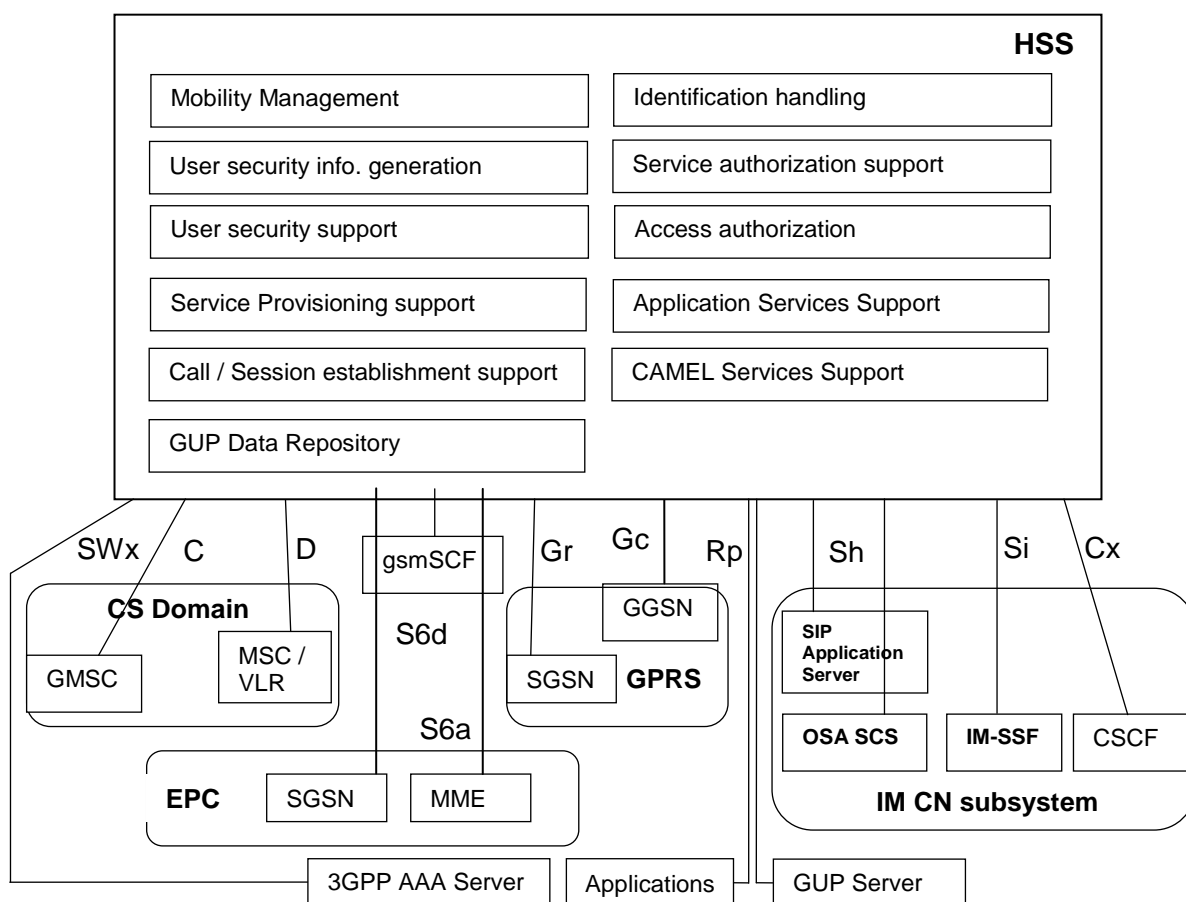 HSS
Mobility Management
Identification handling
User security info. generation
Service authorization support
User security support
Access authorization
Service Provisioning support
Application Services Support
Call / Session establishment support
CAMEL Services Support
GUP Data Repository
SWx
C
D
gsmSCF
Gr
Gc
Rp
Sh
Si
Cx
CS Domain
GMSC
MSC /
VLR
S6d
S6a
GGSN
SGSN
GPRS
SIP
Application
Server
OSA SCS
IM-SSF
CSCF
IM CN subsystem
EPC
SGSN
MME
3GPP AAA Server
Applications
GUP Server